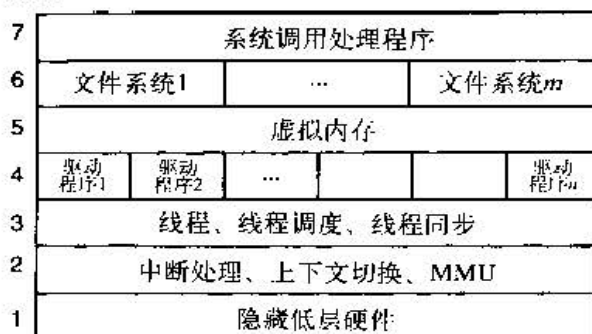 7 系统调用处理程序
6 文件系统1 ... 文件系统m
5 虚拟内存
4 驱动程序1 驱动程序2 ... 驱动程序n
3 线程、线程调度、线程同步
2 中断处理、上下文切换、MMU
1 隐藏低层硬件